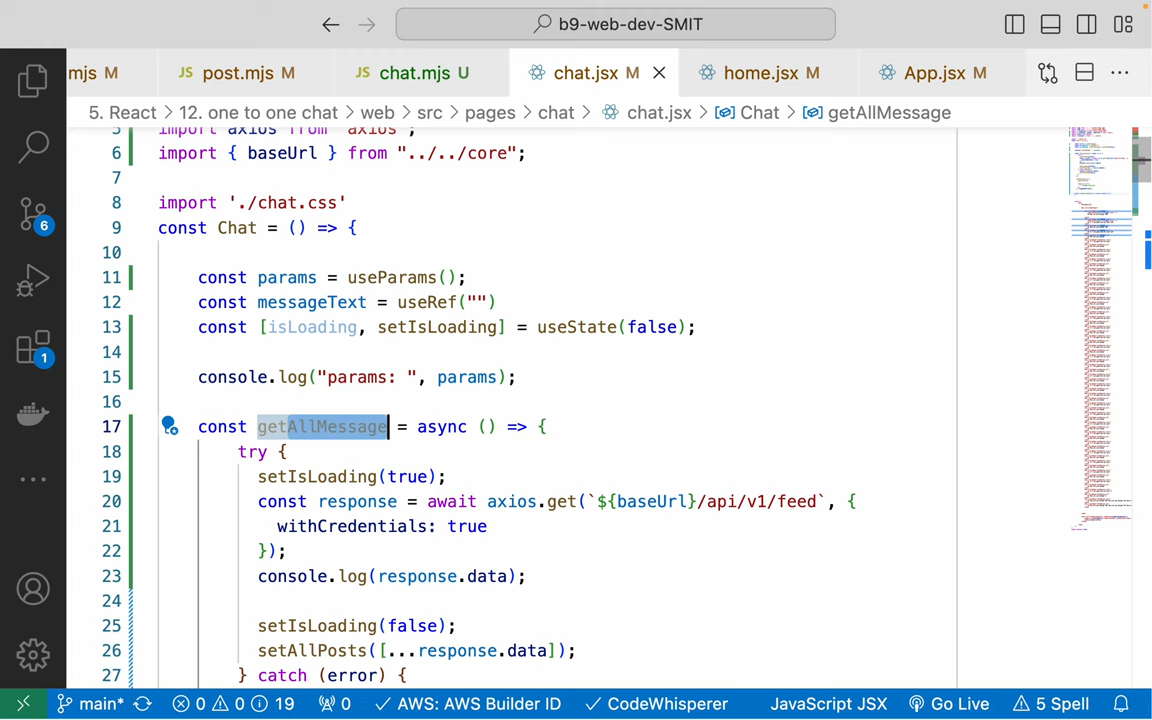 b9-web-dev-SMIT
mjs M
JS post.mjs M
JS chat.mjs U
chat.jsx M
home.jsx M
App.jsx M
5. React > 12. one to one chat > web > src > pages > chat > chat.jsx > Chat > getAllMessage
5 import axios from 'axios';
6 import { baseUrl } from "../../core";
7
8 import './chat.css'
9 const Chat = () => {
10
11 const params = useParams();
12 const messageText = useRef("")
13 const [isLoading, setIsLoading] = useState(false);
14
15 console.log("params: ", params);
16
17 const getAllMessage = async () => {
18 try {
19 setIsLoading(true);
20 const response = await axios.get(`${baseUrl}/api/v1/feed`, {
21 withCredentials: true
22 });
23 console.log(response.data);
24
25 setIsLoading(false);
26 setAllPosts([...response.data]);
27 } catch (error) {
6
1
main* 0 0 19 0 AWS: AWS Builder ID CodeWhisperer JavaScript JSX Go Live 5 Spell